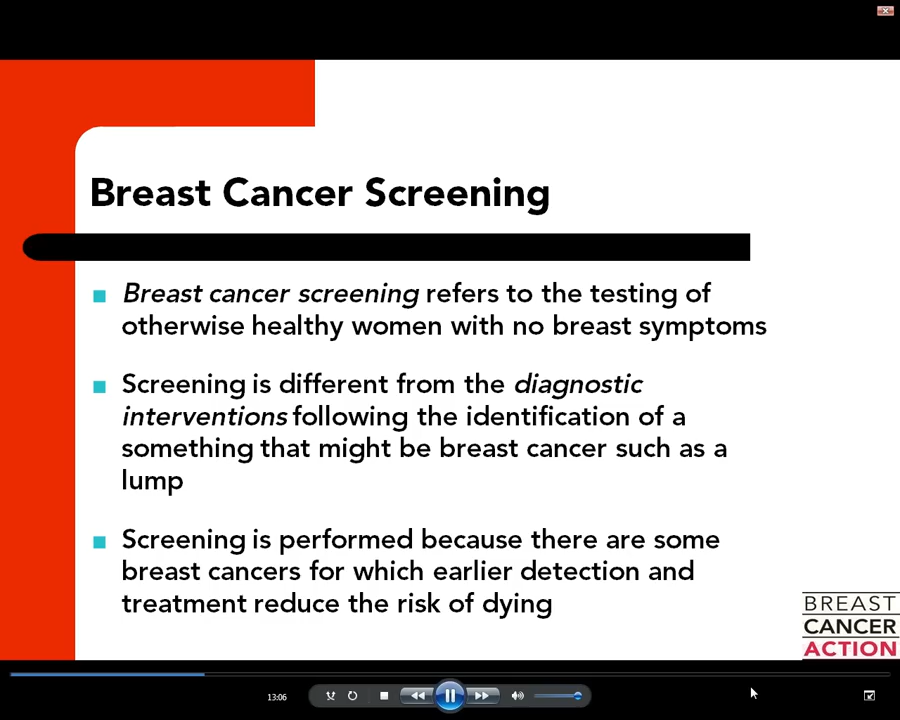 Breast Cancer Screening
Breast cancer screening refers to the testing of
otherwise healthy women with no breast symptoms
Screening is different from the diagnostic
interventions following the identification of a
something that might be breast cancer such as a
lump
Screening is performed because there are some
breast cancers for which earlier detection and
treatment reduce the risk of dying
BREAST
CANCER
ACTION
13:06